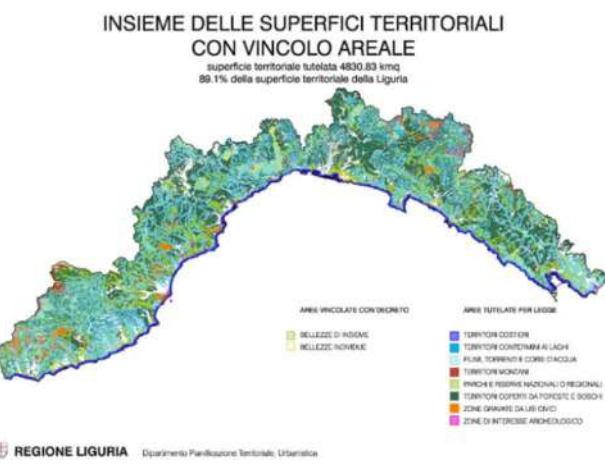 INSIEME DELLE SUPERFICI TERRITORIALI
CON VINCOLO AREALE
superficie territoriale tutelata 4830.83 kmq
89.1% della superficie territoriale della Liguria
AREE VINCOLATE CON DECRETO
BELLEZZE DI INSIEME
BELLEZZE INDIVIDUE
AREE TUTELATE PER LEGGE
TERRITORI COSTIERI
TERRITORI CONTERMINI AI LAGHI
FIUMI, TORRENTI E CORSI D'ACQUA
TERRITORI MONTANI
PARCHI E RISERVE NAZIONALI O REGIONALI
TERRITORI COPERTI DA FORESTE E BOSCHI
ZONE GRAVATE DA USI CIVICI
ZONE DI INTERESSE ARCHEOLOGICO
REGIONE LIGURIA
Dipartimento Pianificazione Territoriale, Urbanistica